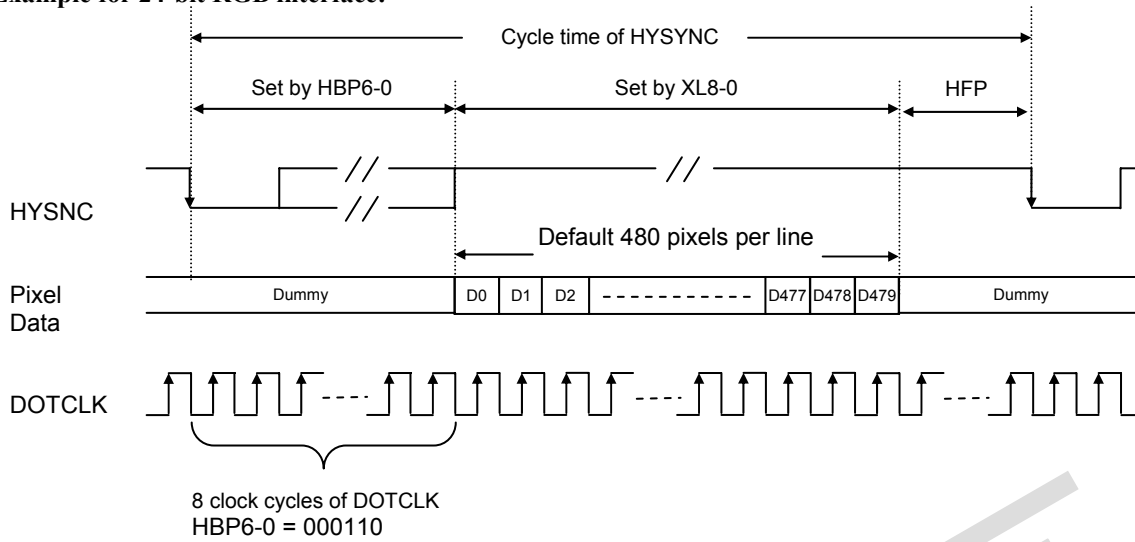 Example for 24-bit RGB interface:
Cycle time of HYSYNC
Set by HBP6-0
Set by XL8-0
HFP
HYSNC
Default 480 pixels per line
Pixel
Data
Dummy
D0
D1
D2
D477
D478
D479
Dummy
DOTCLK
8 clock cycles of DOTCLK
HBP6-0 = 000110